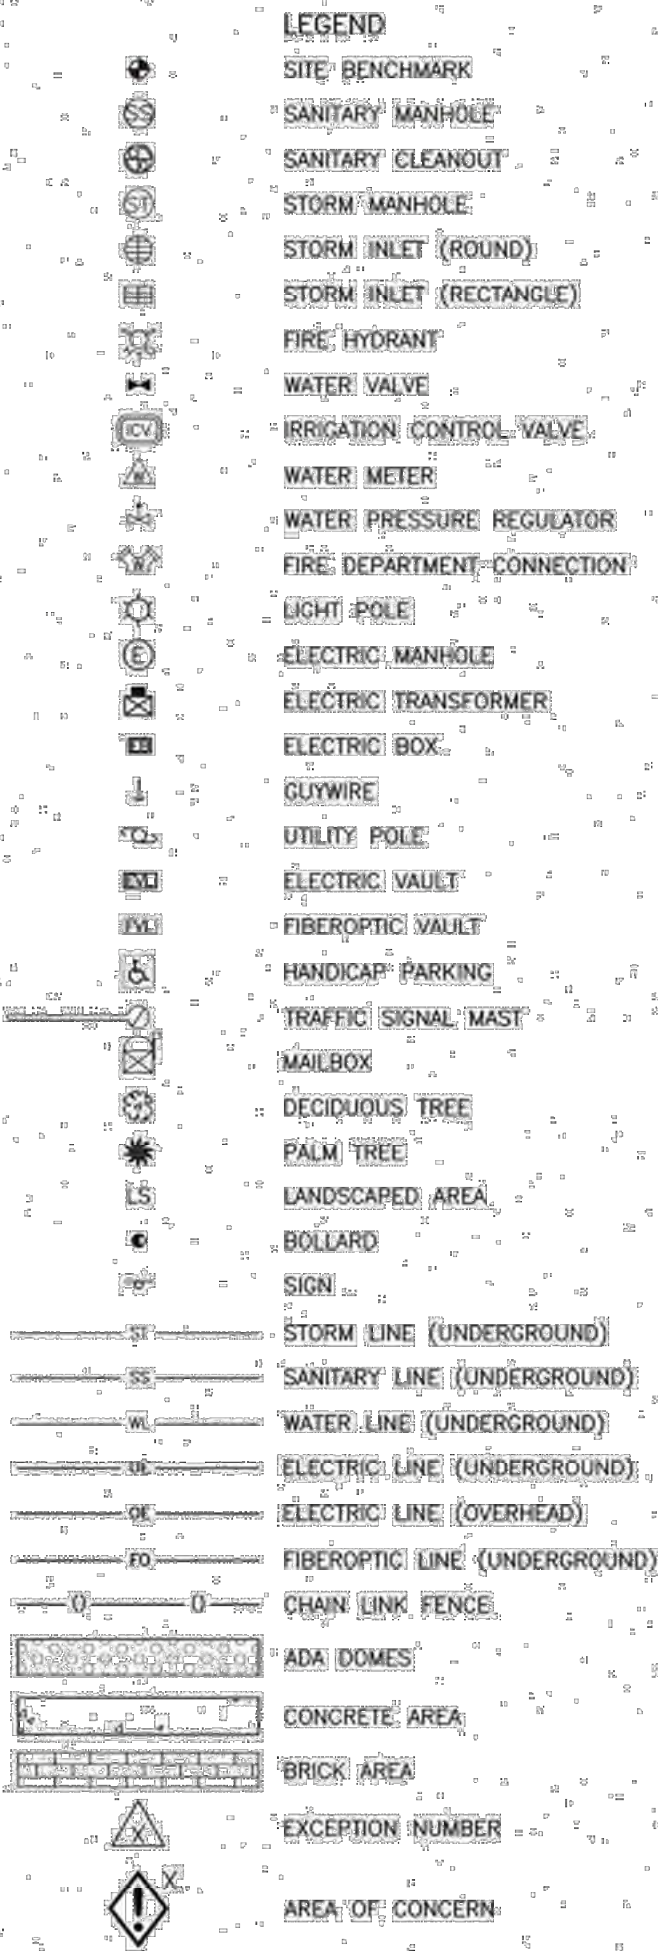 LEGEND
SITE BENCHMARK
SS SANITARY MANHOLE
SANITARY CLEANOUT
ST STORM MANHOLE
STORM INLET (ROUND)
STORM INLET (RECTANGLE)
FIRE HYDRANT
WATER VALVE
ICV IRRIGATION CONTROL VALVE
W WATER METER
WATER PRESSURE REGULATOR
FIRE DEPARTMENT CONNECTION
LIGHT POLE
E ELECTRIC MANHOLE
ELECTRIC TRANSFORMER
EB ELECTRIC BOX
GUYWIRE
UTILITY POLE
ELECTRIC VAULT
FIBEROPTIC VAULT
HANDICAP PARKING
TRAFFIC SIGNAL MAST
MAILBOX
DECIDUOUS TREE
PALM TREE
LS LANDSCAPED AREA
BOLLARD
SIGN
ST STORM LINE (UNDERGROUND)
SS SANITARY LINE (UNDERGROUND)
WL WATER LINE (UNDERGROUND)
UE ELECTRIC LINE (UNDERGROUND)
OE ELECTRIC LINE (OVERHEAD)
FO FIBEROPTIC LINE (UNDERGROUND)
CHAIN LINK FENCE
ADA DOMES
CONCRETE AREA
BRICK AREA
X EXCEPTION NUMBER
X
! AREA OF CONCERN